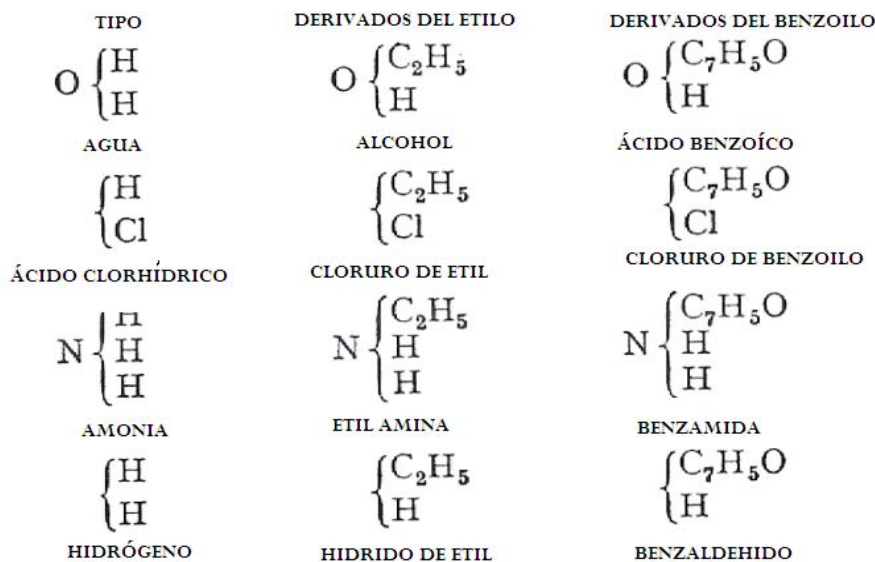 TIPO DERIVADOS DEL ETILO DERIVADOS DEL BENZOILO
H C₂H₅ C₇H₅O
O { O { O {
H H H
AGUA ALCOHOL ÁCIDO BENZOÍCO
H C₂H₅ C₇H₅O
{ { {
Cl Cl Cl
ÁCIDO CLORHÍDRICO CLORURO DE ETIL CLORURO DE BENZOILO
H C₂H₅ C₇H₅O
N { H N { H N { H
H H H
AMONIA ETIL AMINA BENZAMIDA
H C₂H₅ C₇H₅O
{ { {
H H H
HIDRÓGENO HIDRIDO DE ETIL BENZALDEHIDO